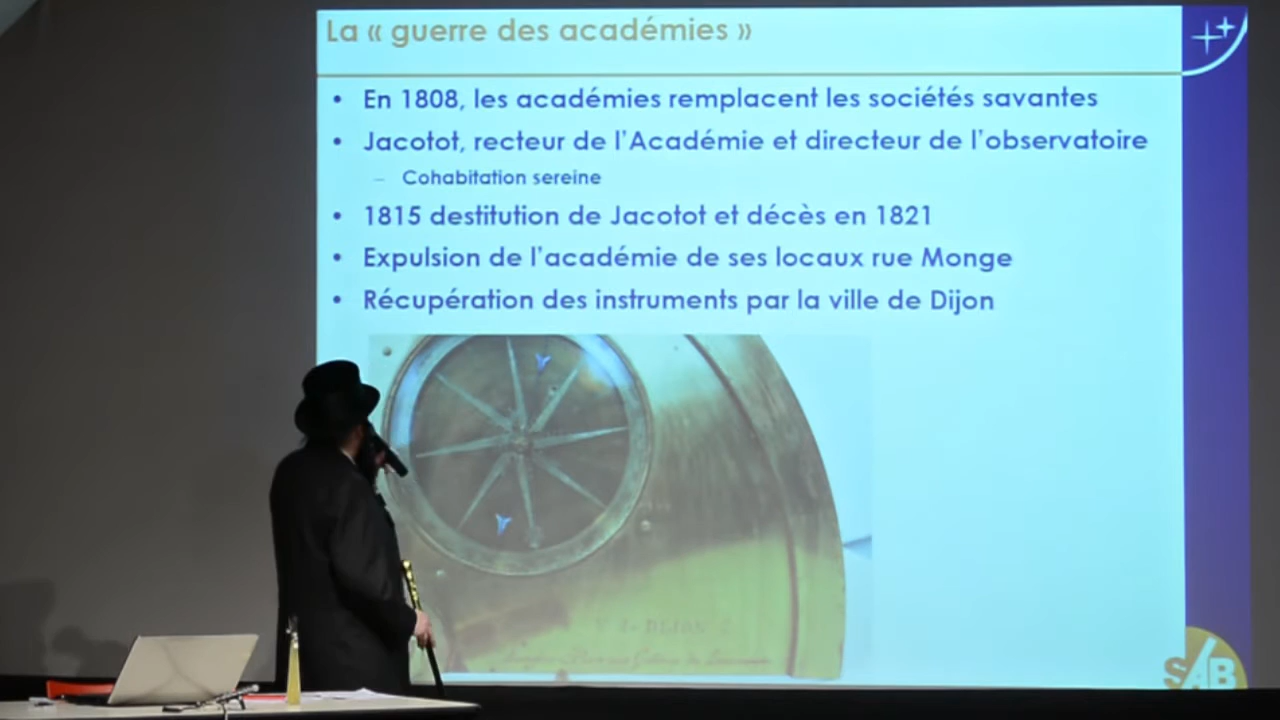 La « guerre des académies »
• En 1808, les académies remplacent les sociétés savantes
• Jacotot, recteur de l'Académie et directeur de l'observatoire
– Cohabitation sereine
• 1815 destitution de Jacotot et décès en 1821
• Expulsion de l'académie de ses locaux rue Monge
• Récupération des instruments par la ville de Dijon
DIJON
SAB